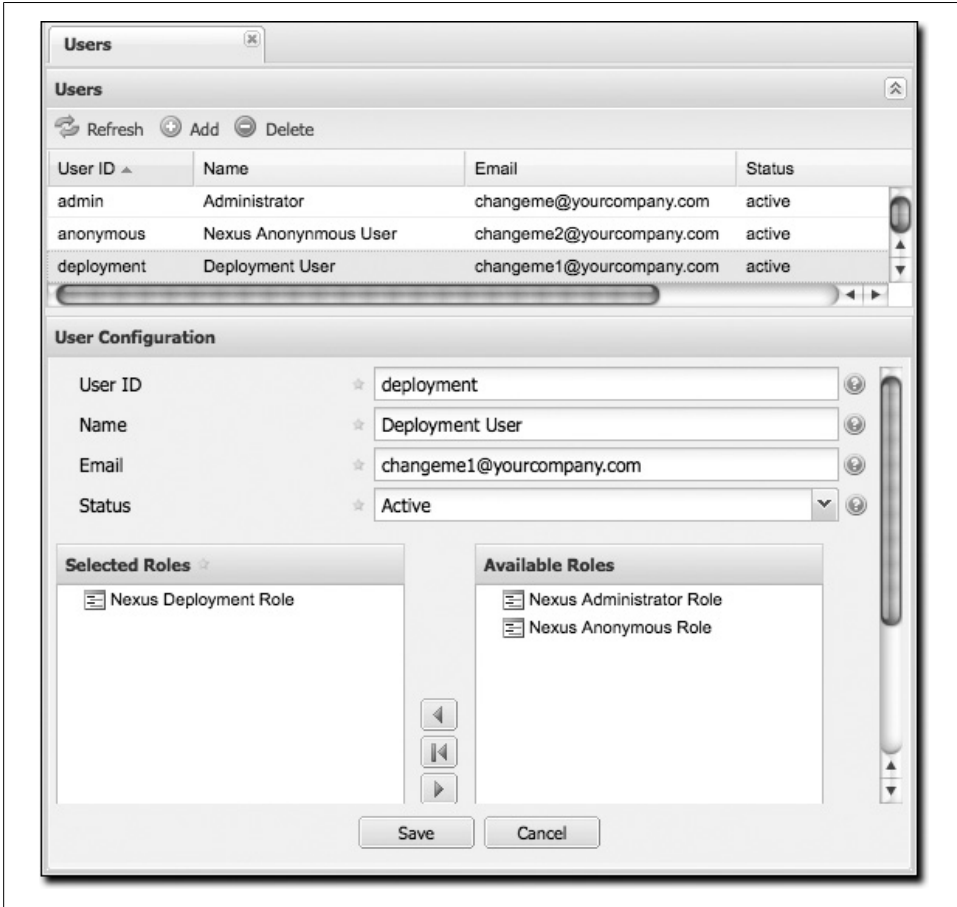 Users
Users
Refresh Add Delete
User ID Name Email Status
admin Administrator changeme@yourcompany.com active
anonymous Nexus Anonynmous User changeme2@yourcompany.com active
deployment Deployment User changeme1@yourcompany.com active
User Configuration
User ID deployment
Name Deployment User
Email changeme1@yourcompany.com
Status Active
Selected Roles Available Roles
Nexus Deployment Role Nexus Administrator Role
Nexus Anonymous Role
Save Cancel